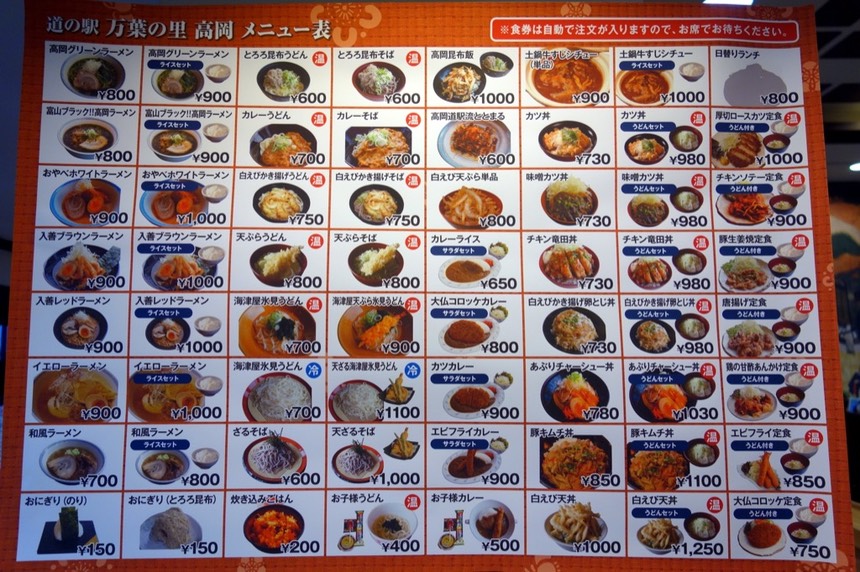 道の駅 万葉の里 高岡 メニュー表
※食券は自動で注文が入りますので、お席でお待ちください。
高岡グリーンラーメン
¥800
高岡グリーンラーメン
ライスセット
¥900
とろろ昆布うどん
温
¥600
とろろ昆布そば
温
¥600
高岡昆布飯
¥1000
土鍋牛すじシチュー
(単品)
¥900
土鍋牛すじシチュー
ライスセット
¥1000
日替りランチ
¥800
富山ブラック!!高岡ラーメン
¥800
富山ブラック!!高岡ラーメン
ライスセット
¥900
カレーうどん
温
¥700
カレーそば
温
¥700
高岡道駅流ととまる
¥600
カツ丼
¥730
カツ丼
うどんセット
温
¥980
厚切ロースカツ定食
うどん付き
温
¥1000
おやべホワイトラーメン
¥900
おやべホワイトラーメン
ライスセット
¥1,000
白えびかき揚げうどん
温
¥750
白えびかき揚げそば
温
¥750
白えび天ぷら単品
¥800
味噌カツ丼
¥730
味噌カツ丼
うどんセット
温
¥980
チキンソテー定食
うどん付き
温
¥900
入善ブラウンラーメン
¥900
入善ブラウンラーメン
ライスセット
¥1000
天ぷらうどん
温
¥800
天ぷらそば
温
¥800
カレーライス
サラダセット
¥650
チキン竜田丼
¥730
チキン竜田丼
うどんセット
温
¥980
豚生姜焼定食
うどん付き
温
¥900
入善レッドラーメン
¥900
入善レッドラーメン
ライスセット
¥1000
海津屋氷見うどん
温
¥700
海津屋天ぷら氷見うどん
温
¥900
大仏コロッケカレー
サラダセット
¥800
白えびかき揚げ卵とじ丼
¥730
白えびかき揚げ卵とじ丼
うどんセット
温
¥980
唐揚げ定食
うどん付き
温
¥900
イエローラーメン
¥900
イエローラーメン
ライスセット
¥1,000
海津屋氷見うどん
冷
¥700
天ざる海津屋氷見うどん
冷
¥1100
カツカレー
サラダセット
¥900
あぶりチャーシュー丼
¥780
あぶりチャーシュー丼
うどんセット
温
¥1030
鶏の甘酢あんかけ定食
うどん付き
温
¥900
和風ラーメン
¥700
和風ラーメン
ライスセット
¥800
ざるそば
¥600
天ざるそば
¥1,000
エビフライカレー
サラダセット
¥900
豚キムチ丼
¥850
豚キムチ丼
うどんセット
温
¥1100
エビフライ定食
うどん付き
温
¥850
おにぎり(のり)
¥150
おにぎり(とろろ昆布)
¥150
炊き込みごはん
¥200
お子様うどん
温
¥400
お子様カレー
¥500
白えび天丼
¥1000
白えび天丼
うどんセット
温
¥1,250
大仏コロッケ定食
うどん付き
温
¥750